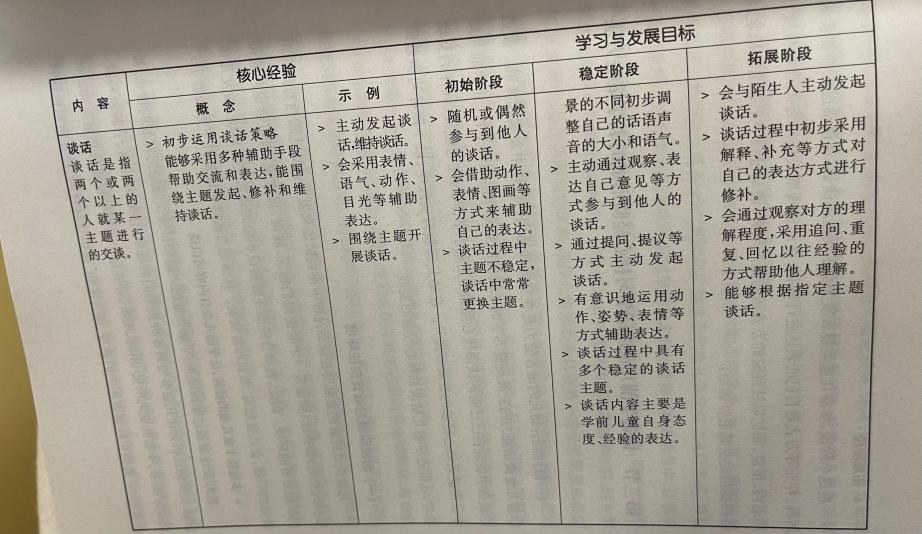 内 容
核心经验
学习与发展目标
概 念
示 例
初始阶段
稳定阶段
拓展阶段
谈话
谈话是指
两个或两
个以上的
人就某一
主题进行
的交谈。
> 初步运用谈话策略
能够采用多种辅助手段
帮助交流和表达,能围
绕主题发起、修补和维
持谈话。
> 主动发起谈
话,维持谈话。
> 会采用表情、
语气、动作、
目光等辅助
表达。
> 围绕主题开
展谈话。
> 随机或偶然
参与到他人
的谈话。
> 会借助动作、
表情、图画等
方式来辅助
自己的表达。
> 谈话过程中
主题不稳定,
谈话中常常
更换主题。
景的不同初步调
整自己的话语声
音的大小和语气。
> 主动通过观察、表
达自己意见等方
式参与到他人的
谈话。
> 通过提问、提议等
方式主动发起
谈话。
> 有意识地运用动
作、姿势、表情等
方式辅助表达。
> 谈话过程中具有
多个稳定的谈话
主题。
> 谈话内容主要是
学前儿童自身态
度、经验的表达。
> 会与陌生人主动发起
谈话。
> 谈话过程中初步采用
解释、补充等方式对
自己的表达方式进行
修补。
> 会通过观察对方的理
解程度,采用追问、重
复、回忆以往经验的
方式帮助他人理解。
> 能够根据指定主题
谈话。